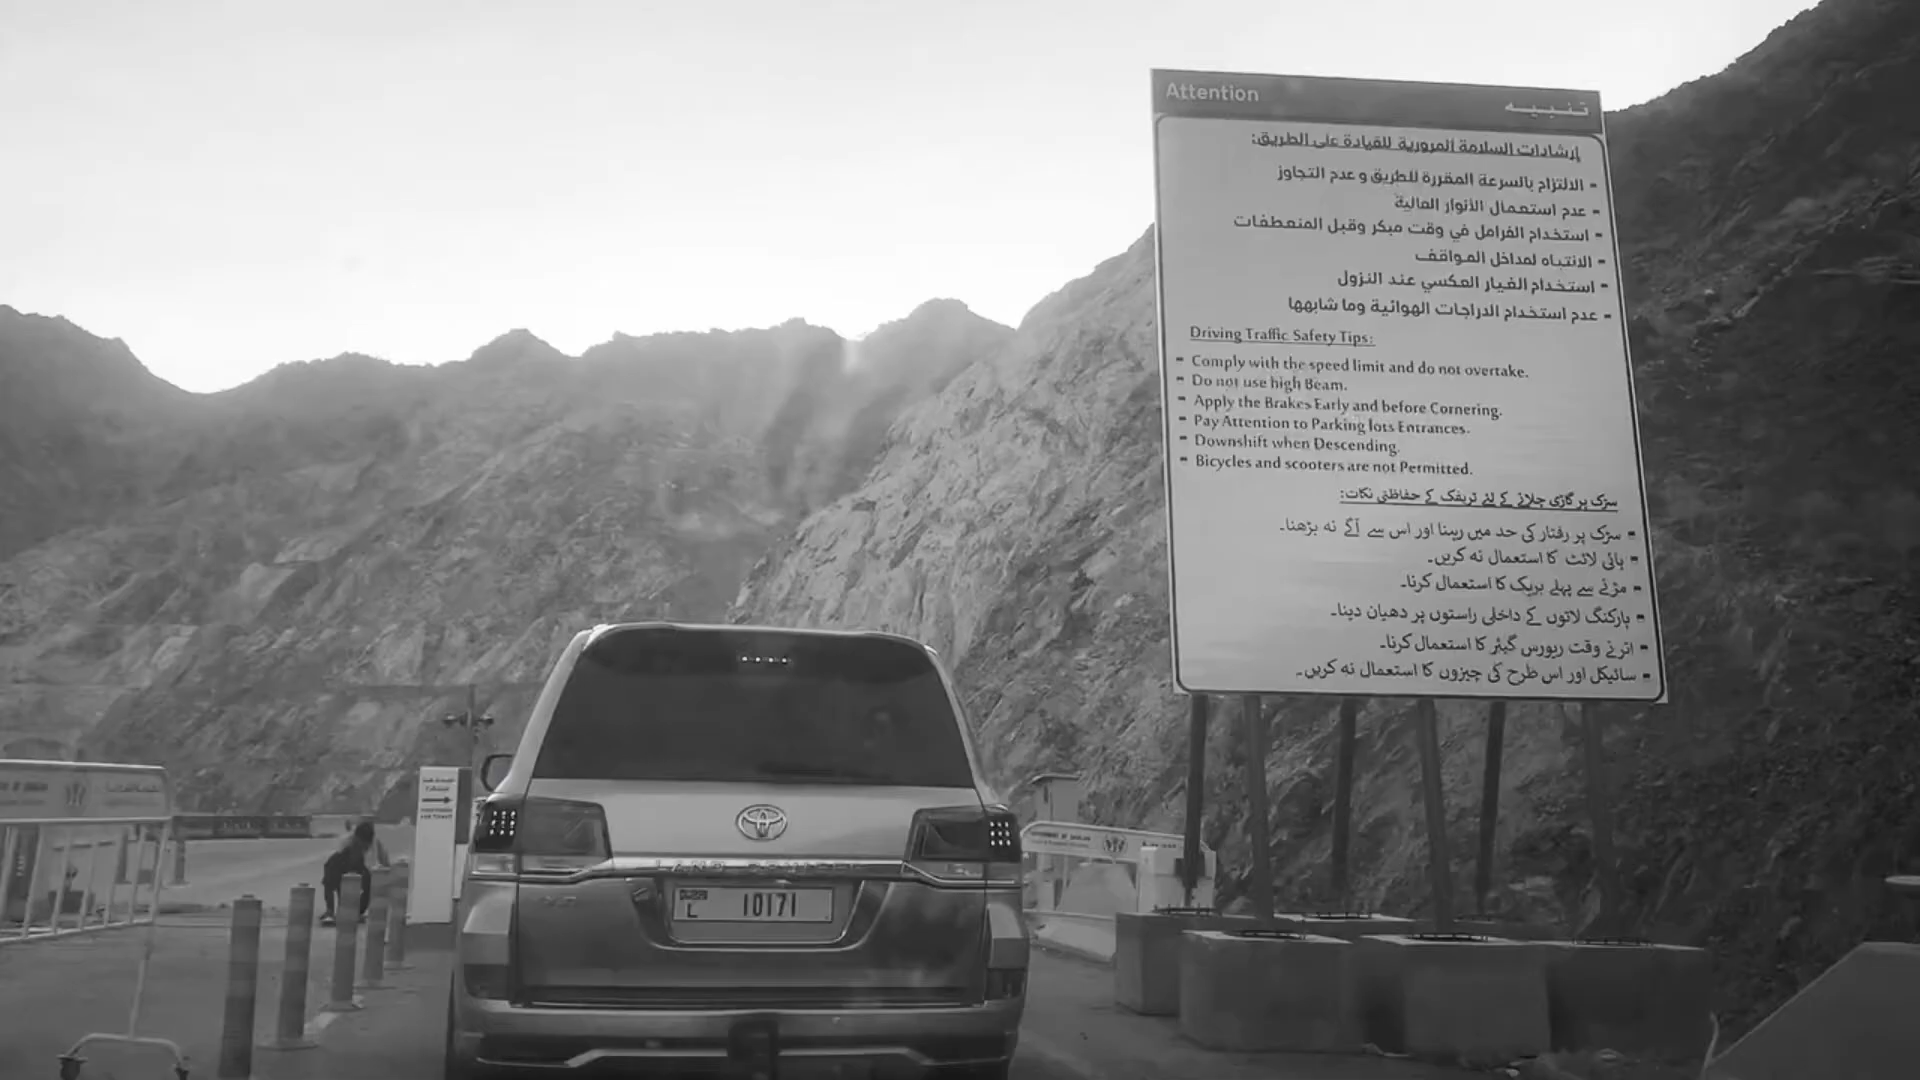 Attention
تنبيه
إرشادات السلامة المرورية للقيادة على الطريق:
- الالتزام بالسرعة المقررة للطريق و عدم التجاوز
- عدم استعمال الأنوار العالية
- استخدام الفرامل في وقت مبكر وقبل المنعطفات
- الانتباه لمداخل المواقف
- استخدام الغيار العكسي عند النزول
- عدم استخدام الدراجات الهوائية وما شابهها
Driving Traffic Safety Tips:
- Comply with the speed limit and do not overtake.
- Do not use high Beam.
- Apply the Brakes Early and before Cornering.
- Pay Attention to Parking lots Entrances.
- Downshift when Descending.
- Bicycles and scooters are not Permitted.
سڑک پر گاڑی چلانے کے لئے ٹریفک کے حفاظتی نکات:
- سڑک پر رفتار کی حد میں رہنا اور اس سے آگے نہ بڑھنا۔
- ہائی لائٹ کا استعمال نہ کریں۔
- مڑنے سے پہلے بریک کا استعمال کرنا۔
- پارکنگ لاٹوں کے داخلی راستوں پر دھیان دینا۔
- اترتے وقت ریورس گیئر کا استعمال کرنا۔
- سائیکل اور اس طرح کی چیزوں کا استعمال نہ کریں۔
LAND CRUISER
L 10171